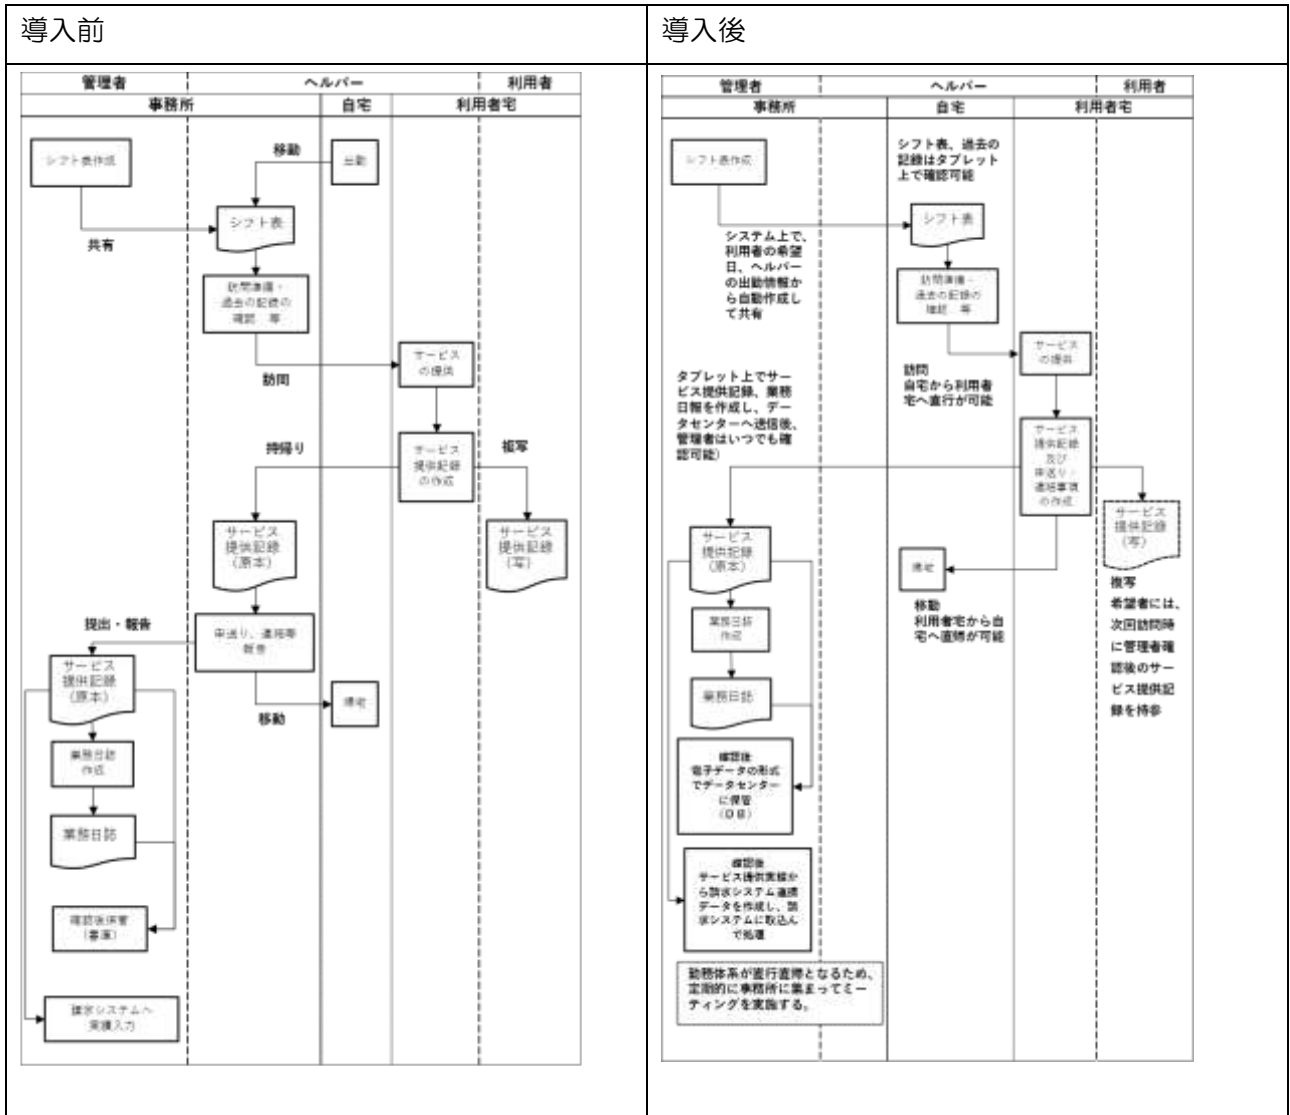 導入前
管理者
ヘルパー
利用者
事務所
自宅
利用者宅
シフト表作成
移動
出勤
シフト表
共有
訪問準備・
過去の記録の
確認 等
訪問
サービス
の提供
持帰り
サービス
提供記録
の作成
複写
サービス
提供記録
(原本)
サービス
提供記録
(写)
提出・報告
申送り、連絡等
報告
サービス
提供記録
(原本)
移動
帰宅
業務日誌
作成
業務日誌
確認後保管
(書庫)
請求システムへ
実績入力
導入後
管理者
ヘルパー
利用者
事務所
自宅
利用者宅
シフト表作成
シフト表、過去の
記録はタブレット
上で確認可能
シフト表
システム上で、
利用者の希望
日、ヘルパー
の出勤情報か
ら自動作成し
て共有
訪問準備・
過去の記録の
確認 等
サービス
の提供
訪問
自宅から利用者
宅へ直行が可能
タブレット上でサー
ビス提供記録、業務
日報を作成し、デー
タセンターへ送信後、
管理者はいつでも確
認可能)
サービス
提供記録
及び
申送り・
連絡事項
の作成
サービス
提供記録
(原本)
サービス
提供記録
(写)
帰宅
移動
利用者宅から自
宅へ直帰が可能
複写
希望者には、
次回訪問時
に管理者確
認後のサー
ビス提供記
録を持参
業務日誌
作成
業務日誌
確認後
電子データの形式
でデータセンター
に保管
(DB)
確認後
サービス提供実績か
ら請求システム連携
データを作成し、請
求システムに取込ん
で処理
勤務体系が直行直帰となるため、
定期的に事務所に集まってミー
ティングを実施する。